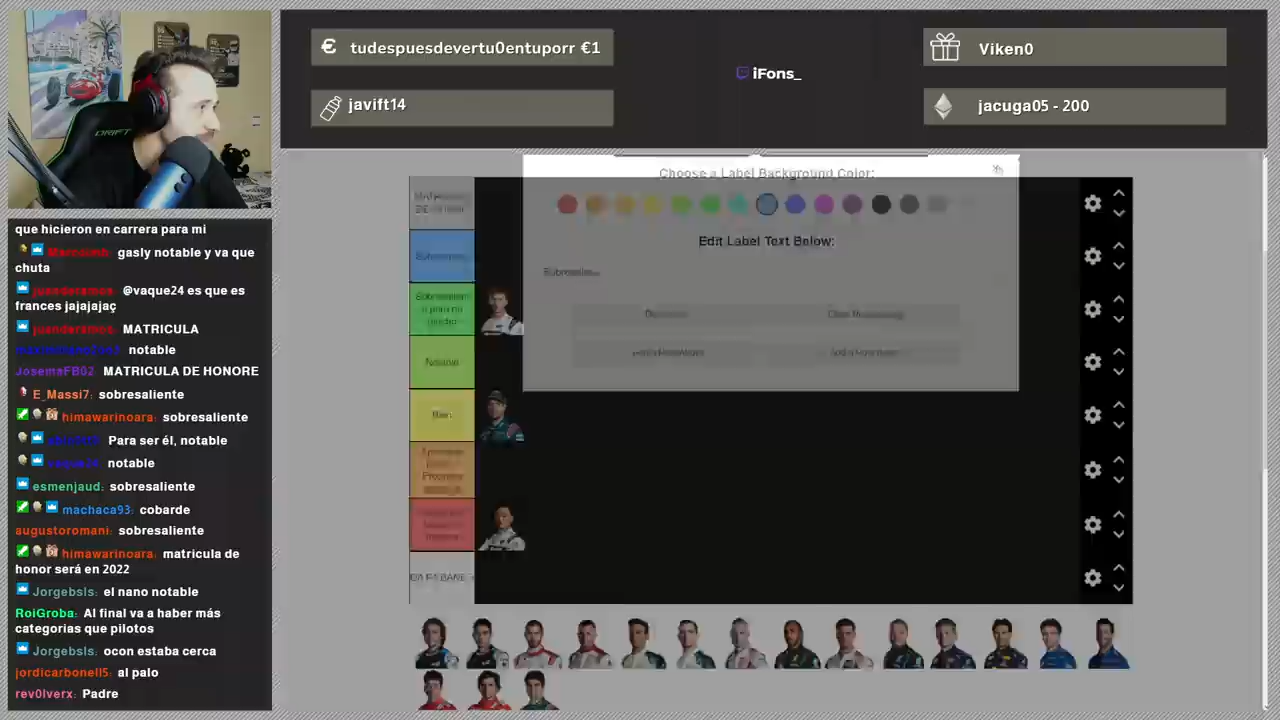 € tudespuesdevertu0entuporr €1
javift14
iFons_
Viken0
jacuga05 - 200
DRIFT
que hicieron en carrera para mi
gasly notable y va que
chuta
juanderamos: @vaque24 es que es
frances jajajajaç
juanderamos: MATRICULA
notable
JosemaFB02 MATRICULA DE HONORE
E_Massi7: sobresaliente
himawarinoara: sobresaliente
Para ser él, notable
vaque24 notable
esmenjaud: sobresaliente
machaca93: cobarde
augustoromani: sobresaliente
himawarinoara: matricula de
honor será en 2022
Jorgebsls: el nano notable
RoiGroba: Al final va a haber más
categorias que pilotos
Jorgebsls: ocon estaba cerca
jordicarbonell5: al palo
rev0lverx: Padre
Choose a Label Background Color:
Edit Label Text Below:
Notable
Bien